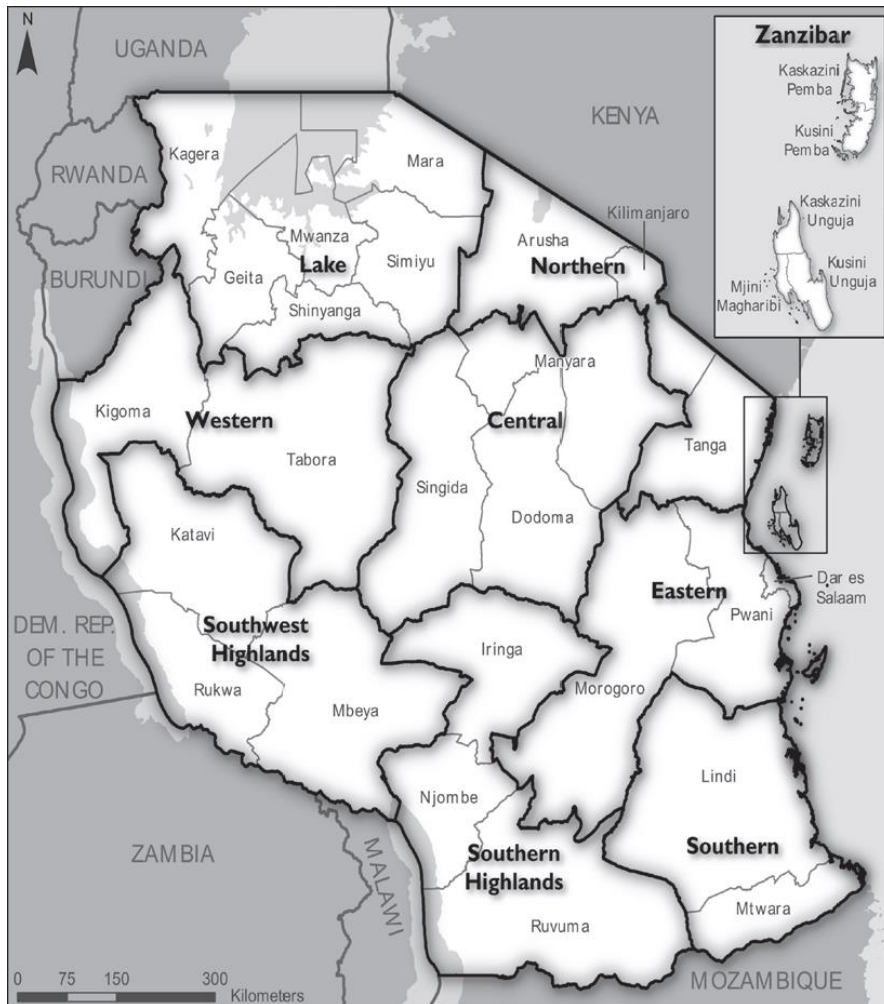 N
UGANDA
Zanzibar
Kaskazini
Pemba
Kusini
Pemba
Kaskazini
Unguja
Kusini
Unguja
Mjini
Magharibi
KENYA
RWANDA
BURUNDI
Kagera
Mara
Mwanza
Lake
Geita
Simiyu
Shinyanga
Kilimanjaro
Arusha
Northern
Kigoma
Western
Tabora
Manyara
Central
Singida
Dodoma
Tanga
Katavi
Southwest
Highlands
Rukwa
Mbeya
Iringa
Eastern
Dar es
Salaam
Pwani
Morogoro
DEM. REP.
OF THE
CONGO
Njombe
Southern
Highlands
Ruvuma
Lindi
Southern
Mtwara
ZAMBIA
MALAWI
MOZAMBIQUE
0 75 150 300
Kilometers